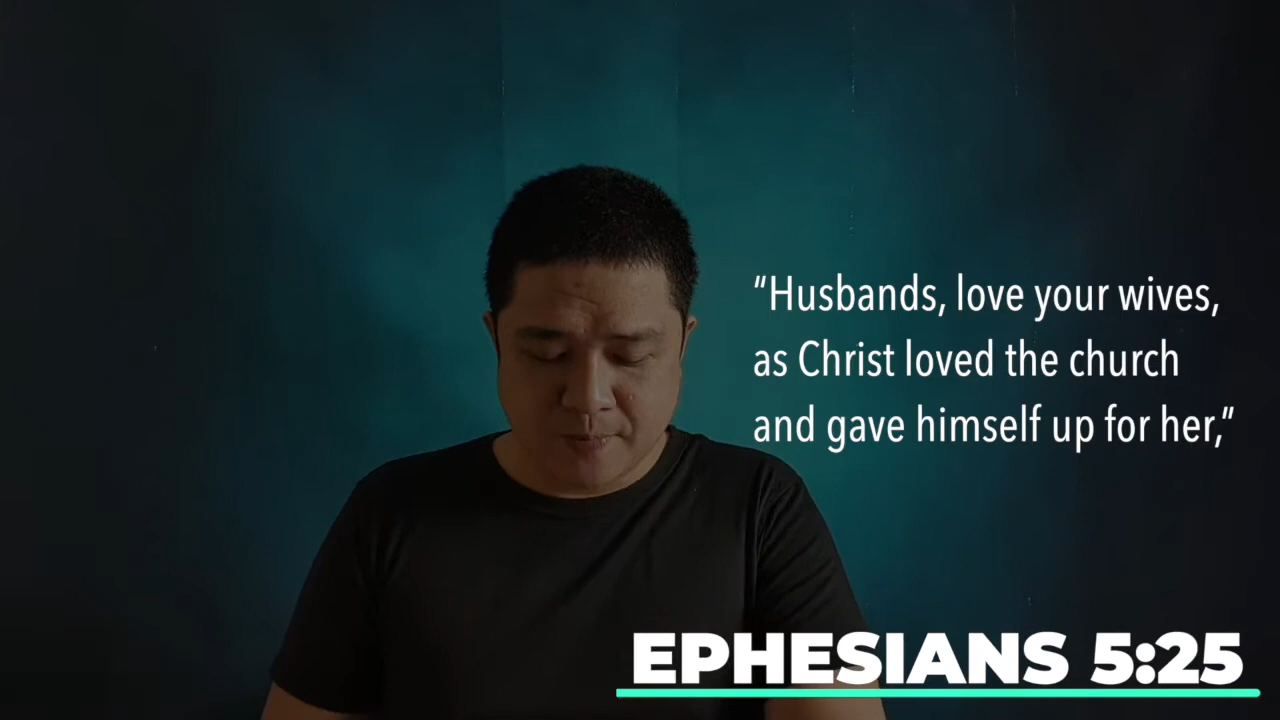 “Husbands, love your wives,
as Christ loved the church
and gave himself up for her,”
EPHESIANS 5:25